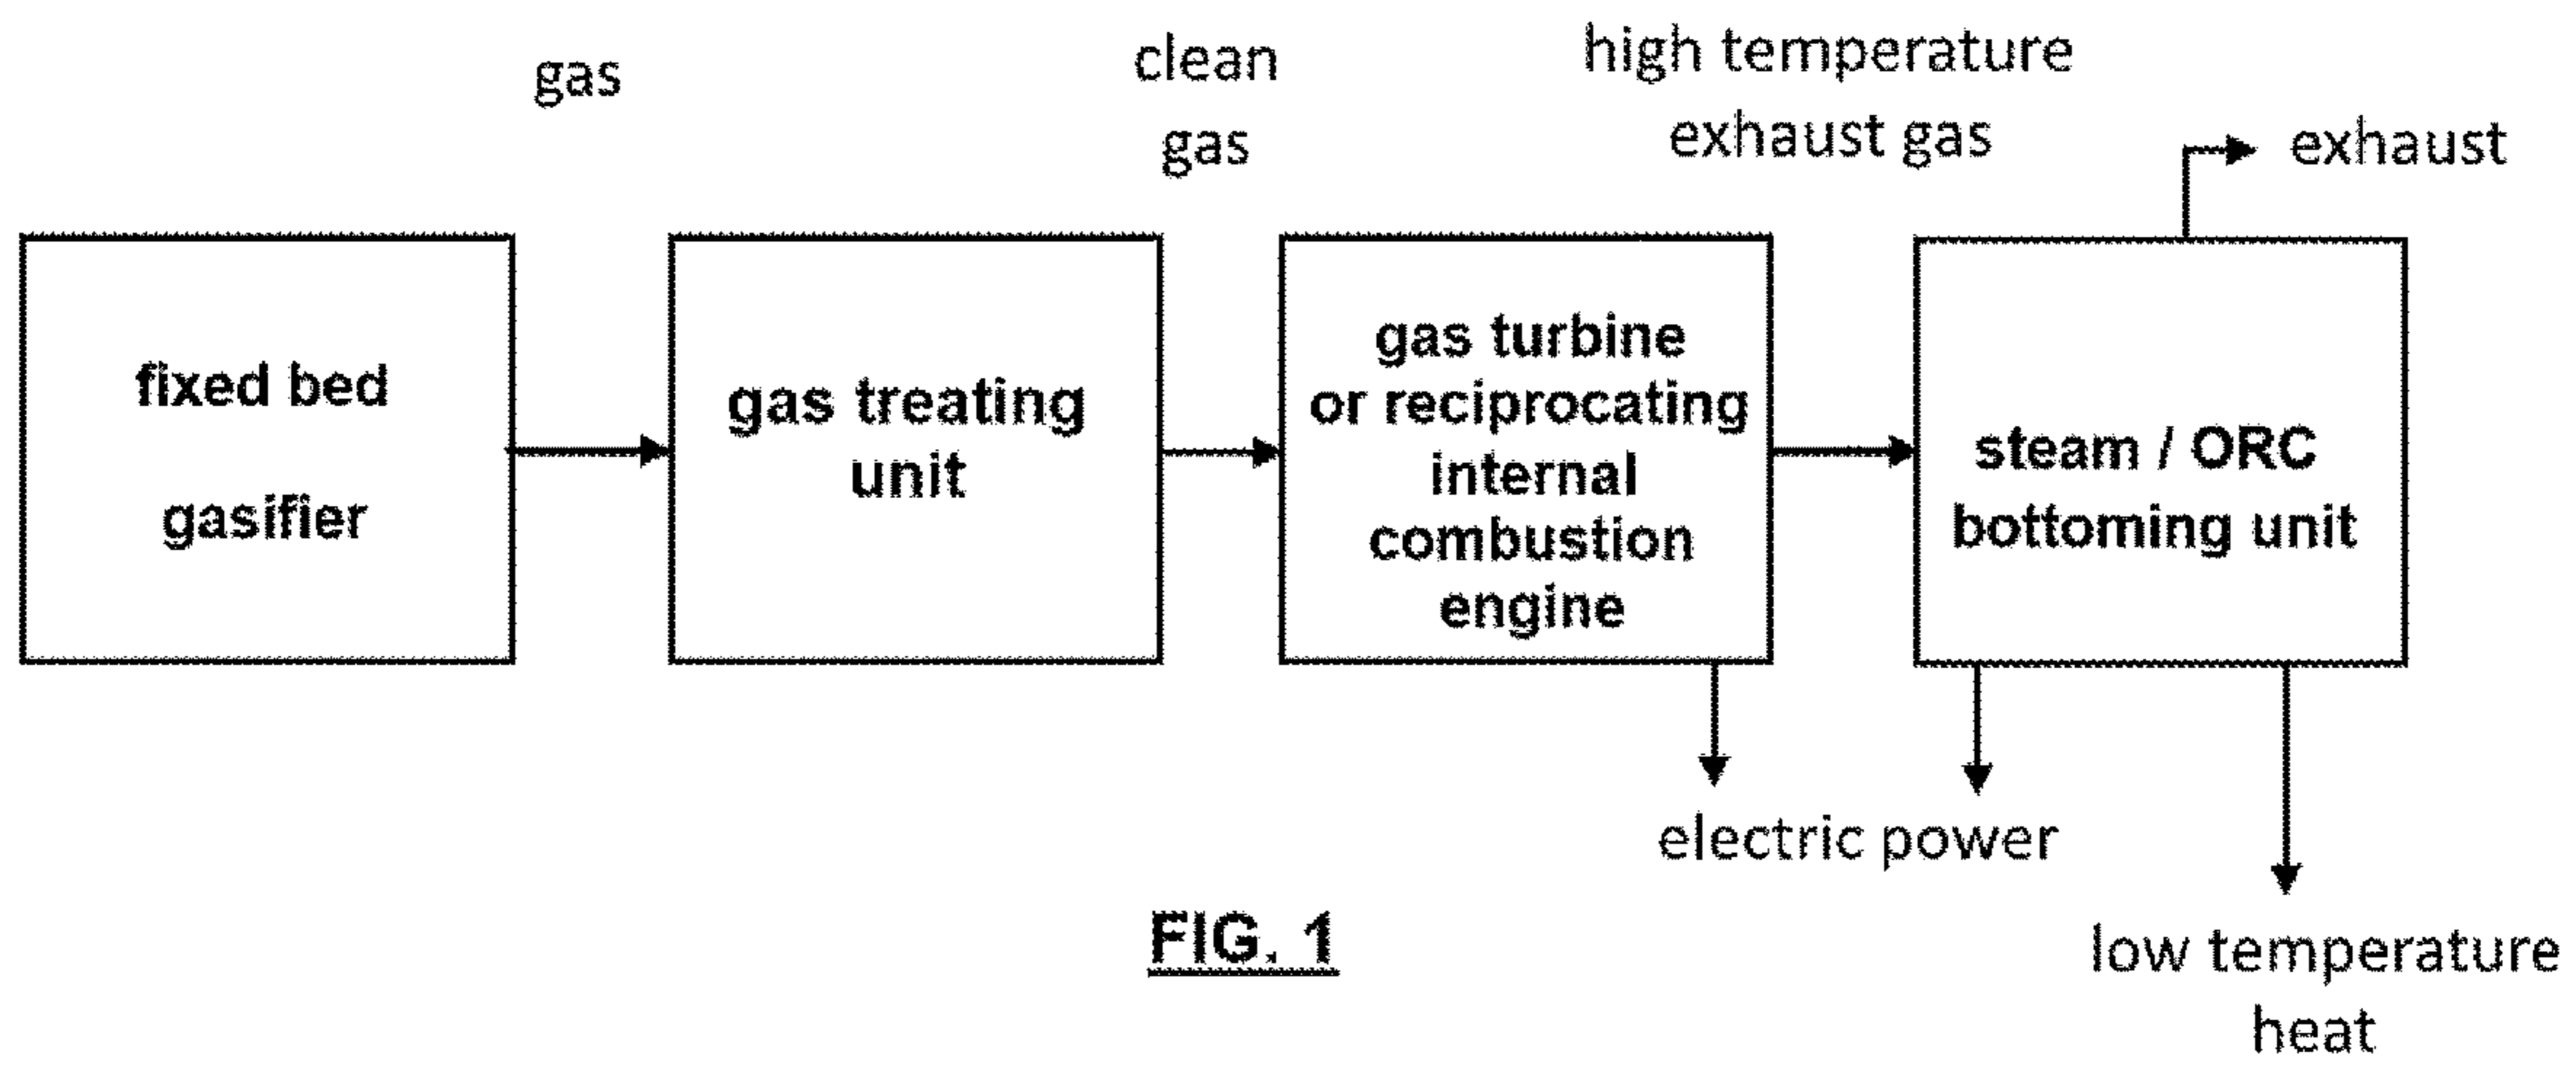 gas
clean
gas
high temperature
exhaust gas
exhaust
fixed bed
gasifier
gas treating
unit
gas turbine
or reciprocating
internal
combustion
engine
steam / ORC
bottoming unit
electric power
low temperature
heat
FIG. 1